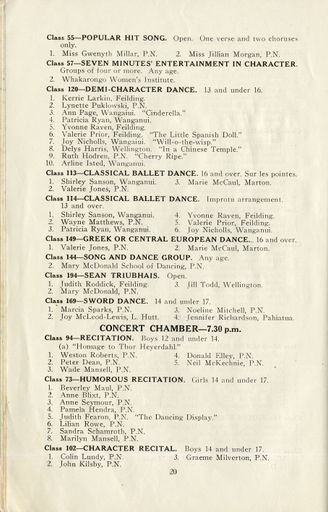 Class 55—POPULAR HIT SONG. Open. One verse and two choruses
only.
1. Miss Gwenyth Millar, P.N. 2. Miss Jillian Morgan, P.N.
Class 57—SEVEN MINUTES' ENTERTAINMENT IN CHARACTER.
Groups of four or more. Any age.
2. Whakarongo Women's Institute.
Class 120—DEMI-CHARACTER DANCE. 13 and under 16.
1. Kerrie Larkin, Feilding.
2. Lynette Puklowski, P.N.
3. Ann Page, Wanganui. "Cinderella."
4. Patricia Ryan, Wanganui.
5. Yvonne Raven, Feilding.
6. Valerie Prior, Feilding. "The Little Spanish Doll."
7. Joy Nicholls, Wanganui. "Will-o-the-wisp."
8. Delys Harris, Wellington. "In a Chinese Temple."
9. Ruth Hodren, P.N. "Cherry Ripe."
10. Arline Isted, Wanganui.
Class 113—CLASSICAL BALLET DANCE. 16 and over. Sur les pointes.
1. Shirley Sanson, Wanganui. 3. Marie McCaul, Marton.
2. Valerie Jones, P.N.
Class 114—CLASSICAL BALLET DANCE. Improtu arrangement.
13 and over.
1. Shirley Sanson, Wanganui. 4. Yvonne Raven, Feilding.
2. Wayne Matthews, P.N. 5. Valerie Prior, Feilding.
3. Patricia Ryan, Wanganui. 6. Joy Nicholls, Wanganui.
Class 149—GREEK OR CENTRAL EUROPEAN DANCE.. 16 and over.
1. Valerie Jones, P.N. 2. Marie McCaul, Marton.
Class 144—SONG AND DANCE GROUP. Any age.
2. Mary McDonald School of Dancing, P.N.
Class 194—SEAN TRIUBHAIS. Open.
1. Judith Roddick, Feilding. 3. Jill Todd, Wellington.
2. Mary McDonald, P.N.
Class 169—SWORD DANCE. 14 and under 17.
1. Marcia Sparks, P.N. 3. Noeline Mitchell, P.N.
2. Joy McLeod-Lewis, L. Hutt. 4. Jennifer Richardson, Pahiatua.
CONCERT CHAMBER—7.30 p.m.
Class 94—RECITATION. Boys 12 and under 14.
(a) "Homage to Thor Heyerdahl."
1. Weston Roberts, P.N. 4. Donald Elley, P.N.
2. Peter Dean, P.N. 5. Neil McKechnie, P.N.
3. Wade Mansell, P.N.
Class 73—HUMOROUS RECITATION. Girls 14 and under 17.
1. Beverley Maul, P.N.
2. Anne Blixt, P.N.
3. Anne Seymour, P.N.
4. Pamela Hendra, P.N.
5. Judith Fearon, P.N. "The Dancing Display."
6. Lilian Rowe, P.N.
7. Sandra Schamroth, P.N.
8. Marilyn Mansell, P.N.
Class 102—CHARACTER RECITAL. Boys 14 and under 17.
1. Colin Lundy, P.N. 3. Graeme Milverton, P.N.
2. John Kilsby, P.N.
20